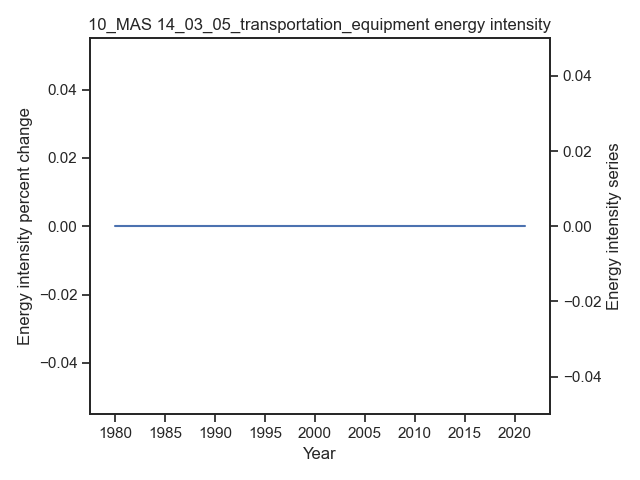 10_MAS 14_03_05_transportation_equipment energy intensity
Energy intensity percent change
0.04
0.02
0.00
−0.02
−0.04
0.04
0.02
0.00
−0.02
−0.04
Energy intensity series
1980 1985 1990 1995 2000 2005 2010 2015 2020
Year